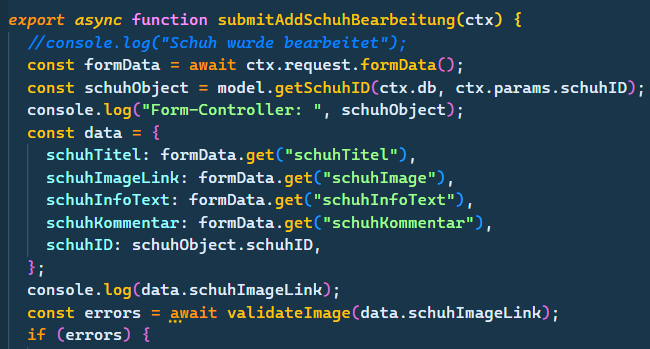 export async function submitAddSchuhBearbeitung(ctx) {
//console.log("Schuh wurde bearbeitet");
const formData = await ctx.request.formData();
const schuhObject = model.getSchuhID(ctx.db, ctx.params.schuhID);
console.log("Form-Controller: ", schuhObject);
const data = {
schuhTitel: formData.get("schuhTitel"),
schuhImageLink: formData.get("schuhImage"),
schuhInfoText: formData.get("schuhInfoText"),
schuhKommentar: formData.get("schuhKommentar"),
schuhID: schuhObject.schuhID,
};
console.log(data.schuhImageLink);
const errors = await validateImage(data.schuhImageLink);
if (errors) {